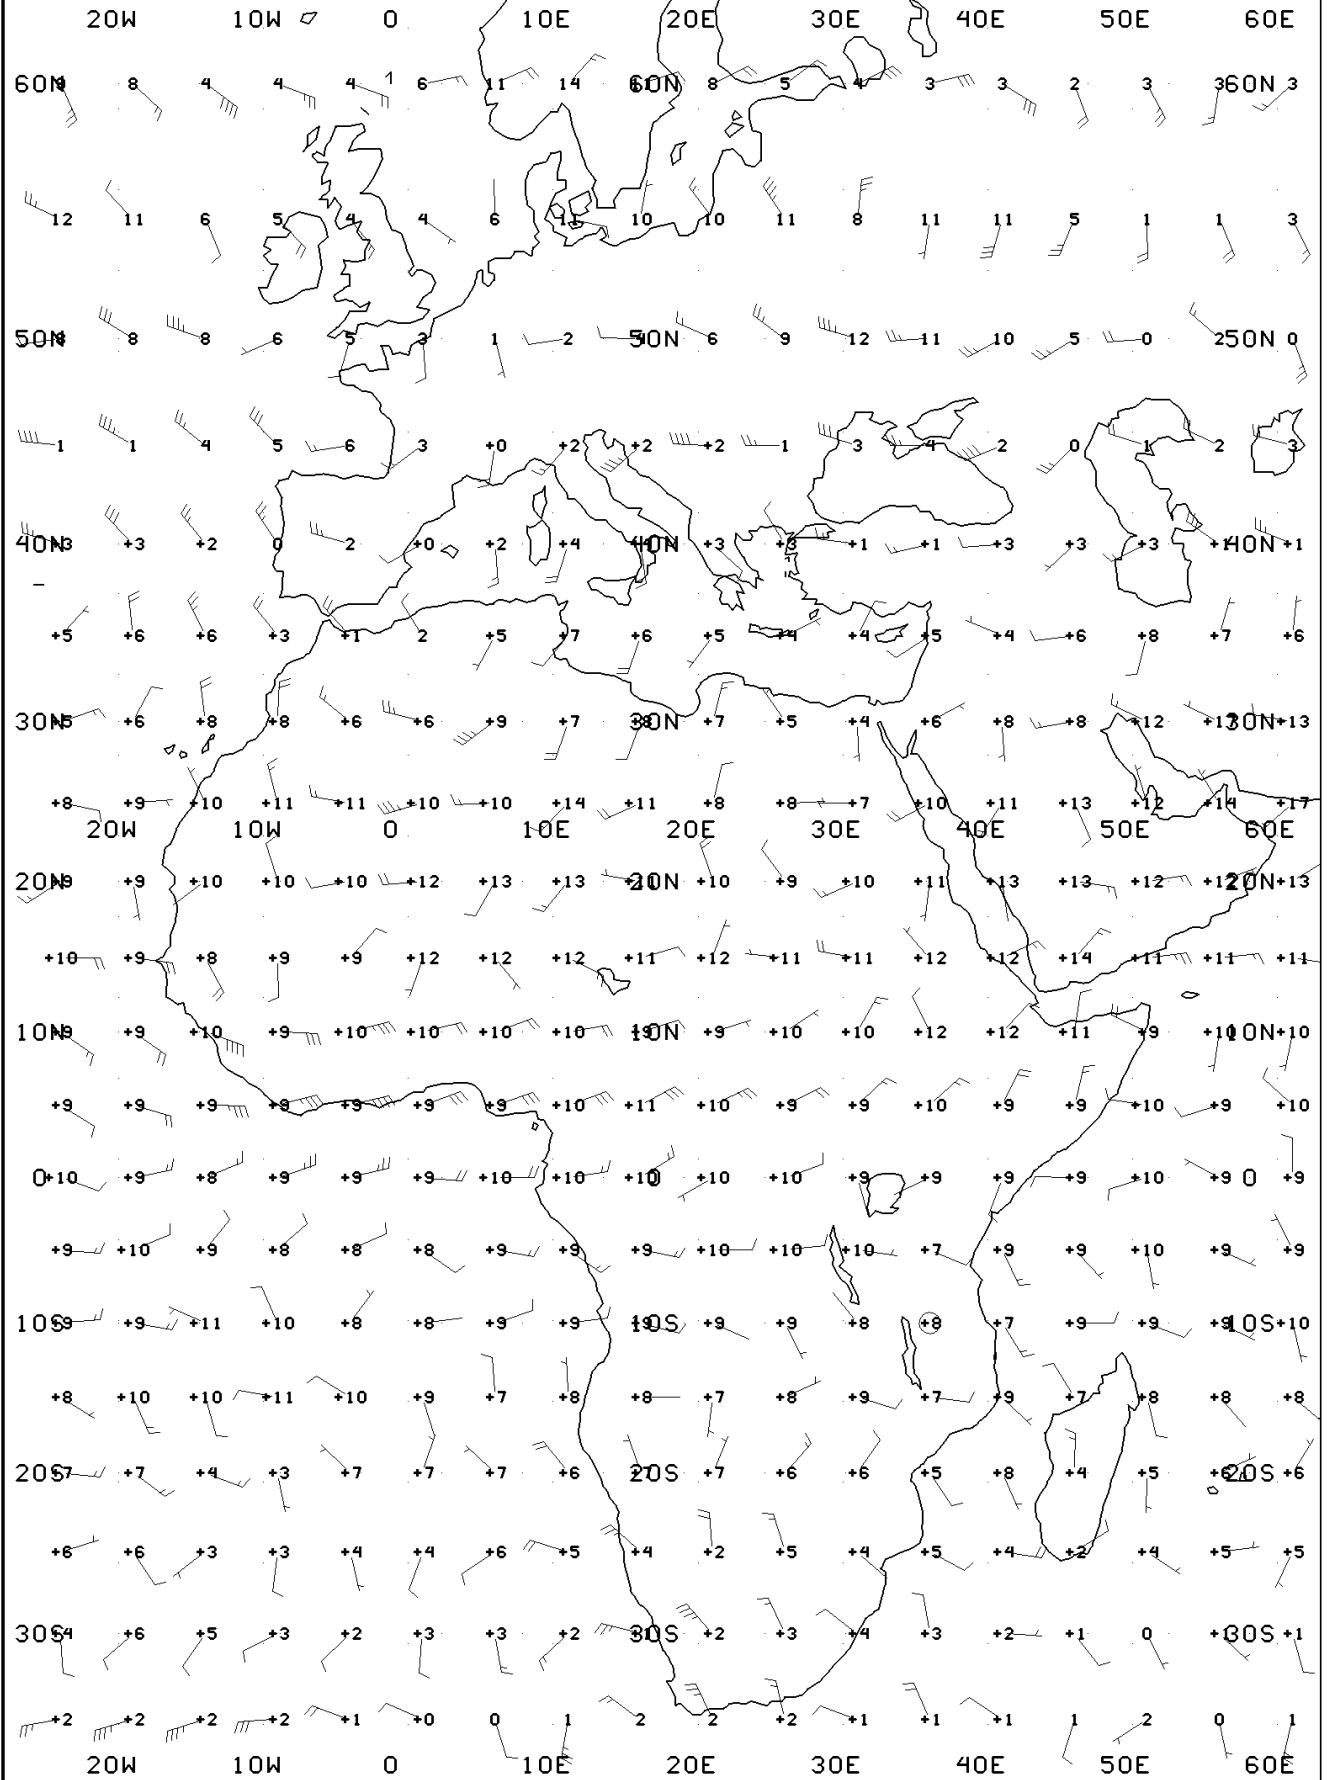 20W 10W 0 10E 20E 30E 40E 50E 60E
60N 8 4 4 4 1 6 11 14 60N 8 5 4 3 3 2 3 3 60N 3
12 11 6 5 4 4 6 11 10 10 11 8 11 11 5 1 1 3
50N 8 8 8 6 5 3 1 2 50N 6 9 12 11 10 5 0 2 50N 0
1 1 4 5 6 3 +0 +2 +2 +2 1 3 4 2 0 1 2 3
40N +3 +3 +2 0 2 +0 +2 +4 40N +3 +3 +1 +1 +3 +3 +3 40N +1
+5 +6 +6 +3 +1 2 +5 +7 +6 +5 +4 +4 +5 +4 +6 +8 +7 +6
30N +5 +6 +8 +8 +6 +6 +9 +7 30N +7 +5 +4 +6 +8 +8 +12 30N +13
+8 +9 +10 +11 +11 +10 +10 +14 +11 +8 +8 +7 +10 +11 +13 +12 +14 +17
20W 10W 0 10E 20E 30E 40E 50E 60E
20N +9 +9 +10 +10 +10 +12 +13 +13 20N +10 +9 +10 +11 +13 +13 +12 20N +13
+10 +9 +8 +9 +9 +12 +12 +12 +11 +12 +11 +11 +12 +12 +14 +11 +11 +11
10N +9 +9 +10 +9 +10 +10 +10 +10 10N +9 +10 +10 +12 +12 +11 +9 10N +10
+9 +9 +9 +9 +9 +9 +9 +10 +11 +10 +9 +9 +10 +9 +9 +10 +9 +10
0 +10 +9 +8 +9 +9 +9 +10 +10 +10 0 +10 +10 +9 +9 +9 +9 +10 +9 0 +9
+9 +10 +9 +8 +8 +8 +9 +9 +9 +10 +10 +10 +7 +9 +9 +10 +9 +9
10S +9 +9 +11 +10 +8 +8 +9 +9 10S +9 +9 +8 +8 +7 +9 +9 +9 10S +10
+8 +10 +10 +11 +10 +9 +7 +8 +8 +7 +8 +9 +7 +9 +7 +8 +8 +8
20S +7 +7 +4 +3 +7 +7 +7 +6 20S +7 +6 +6 +5 +8 +4 +5 +6 20S +6
+6 +6 +3 +3 +4 +4 +6 +5 +4 +2 +5 +4 +5 +4 +2 +4 +5 +5
30S 4 +6 +5 +3 +2 +3 +3 +2 30S +2 +3 +4 +3 +2 +1 0 30S +1
+2 +2 +2 +2 +1 +0 0 1 2 2 +2 +1 +1 +1 1 2 0 1
20W 10W 0 10E 20E 30E 40E 50E 60E